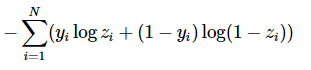 $$-\sum_{i=1}^{N}(y_i \log z_i + (1 - y_i) \log(1 - z_i))$$